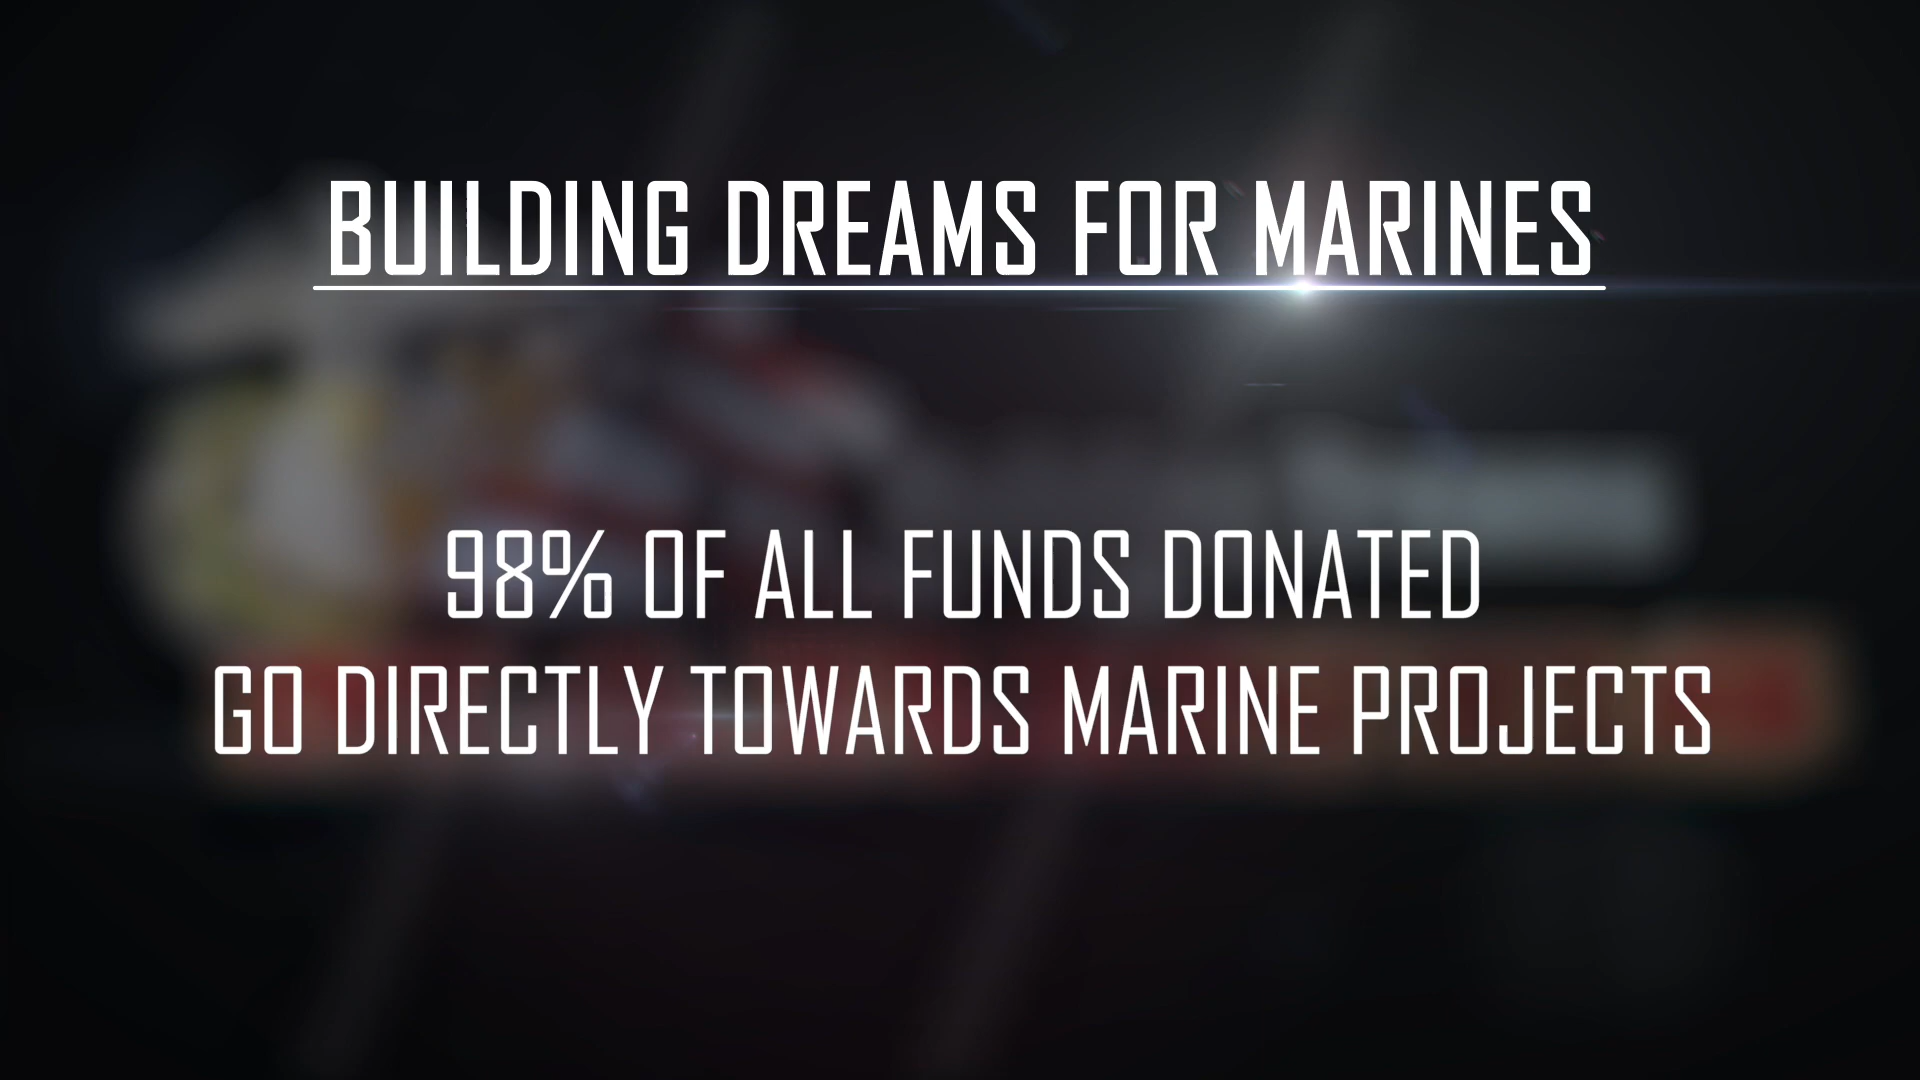 BUILDING DREAMS FOR MARINES
98% OF ALL FUNDS DONATED
GO DIRECTLY TOWARDS MARINE PROJECTS